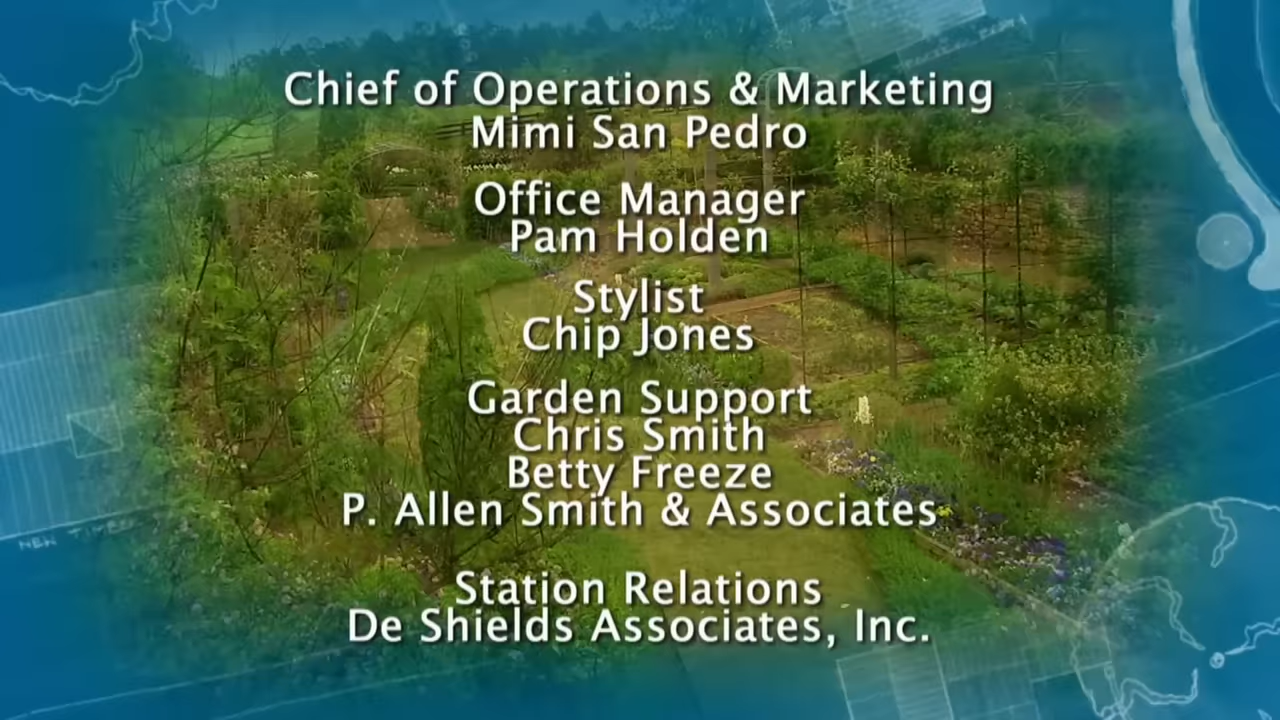 Chief of Operations & Marketing
Mimi San Pedro
Office Manager
Pam Holden
Stylist
Chip Jones
Garden Support
Chris Smith
Betty Freeze
P. Allen Smith & Associates
Station Relations
De Shields Associates, Inc.
NEW